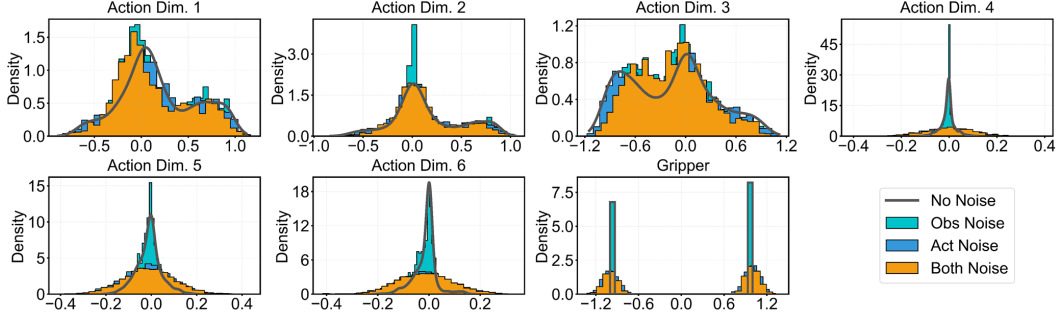 Action Dim. 1
Density
1.5
1.0
0.5
0.0
−0.5 0.0 0.5 1.0
Action Dim. 2
Density
3.0
1.5
0.0
−1.0 −0.5 0.0 0.5 1.0
Action Dim. 3
Density
1.2
0.8
0.4
0.0
−1.2 −0.6 0.0 0.6 1.2
Action Dim. 4
Density
45
30
15
0
−0.4 −0.2 0.0 0.2 0.4
Action Dim. 5
Density
15
10
5
0
−0.4 −0.2 0.0 0.2 0.4
Action Dim. 6
Density
18
12
6
0
−0.4 −0.2 0.0 0.2
Gripper
Density
7.5
5.0
2.5
0.0
−1.2 −0.6 0.0 0.6 1.2
No Noise
Obs Noise
Act Noise
Both Noise